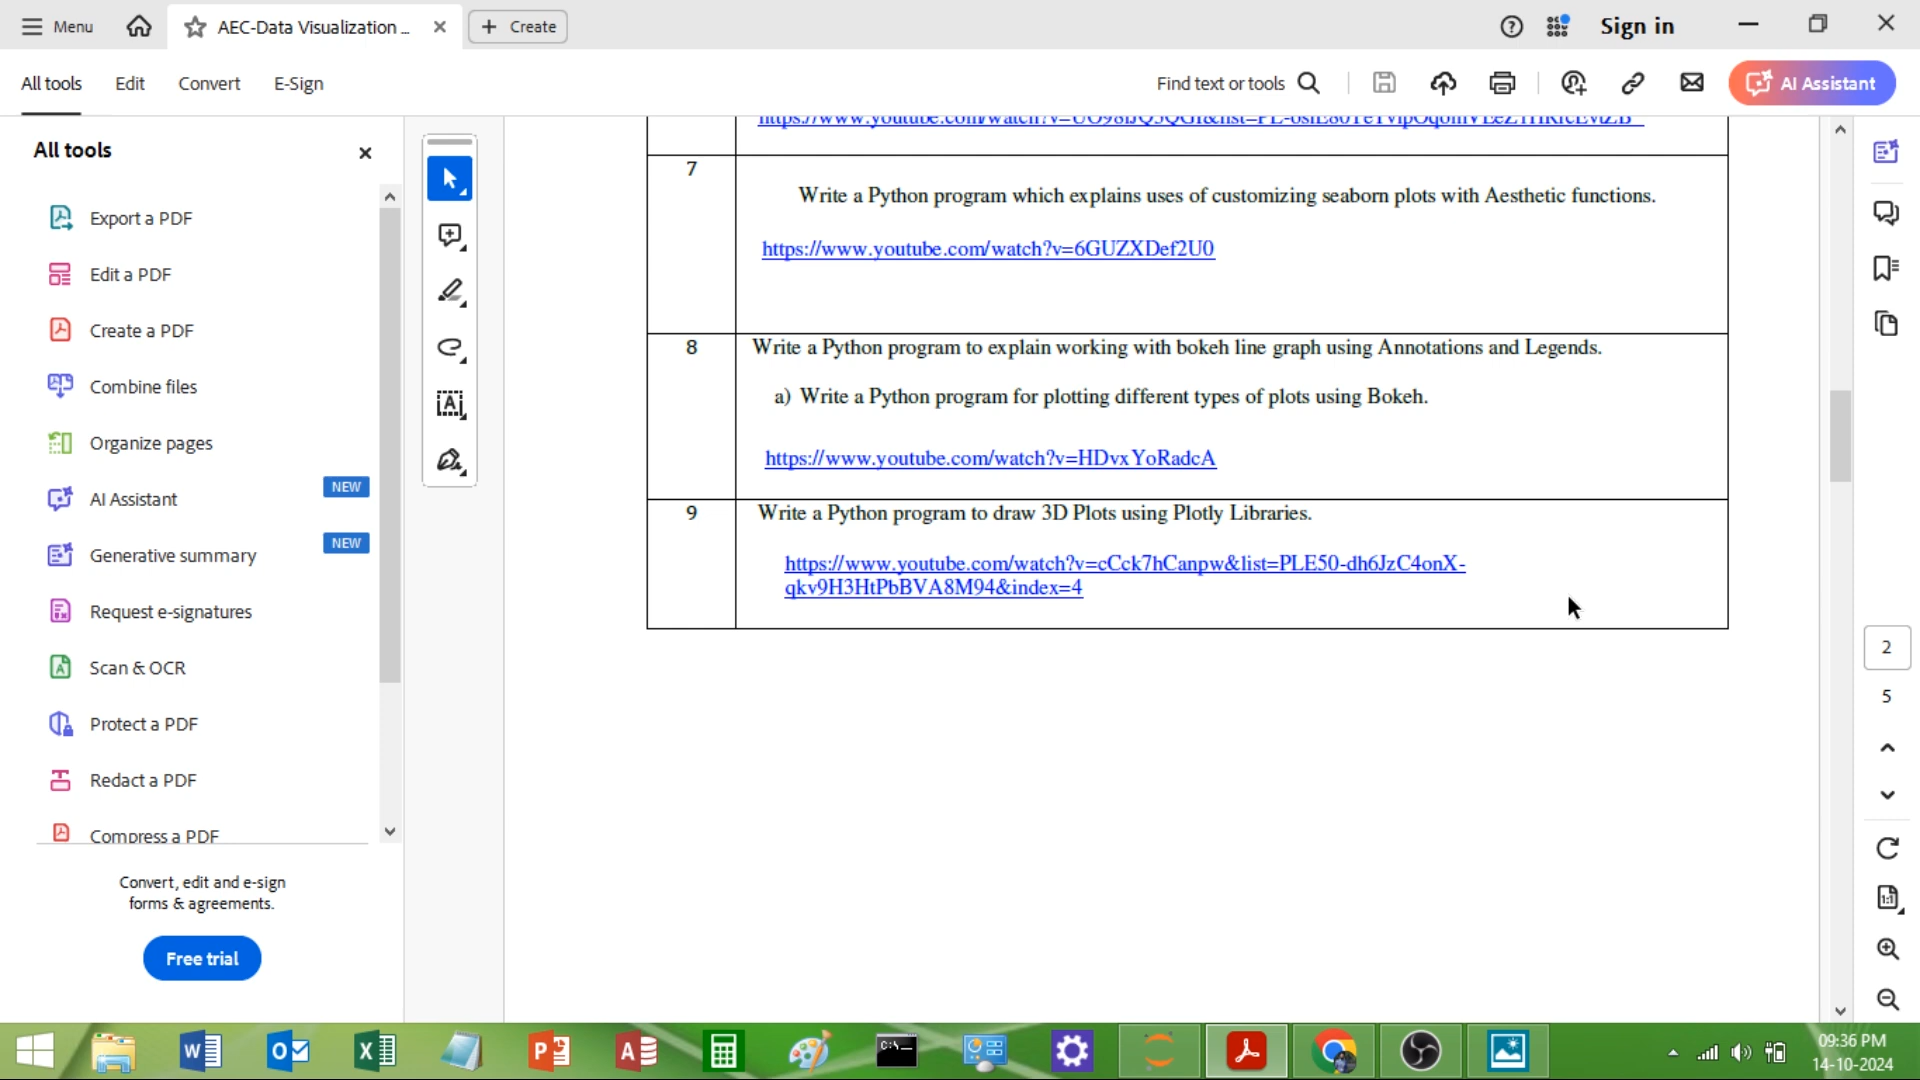 Menu
AEC-Data Visualization ...
Create
Sign in
All tools
Edit
Convert
E-Sign
Find text or tools
AI Assistant
All tools
Export a PDF
Edit a PDF
Create a PDF
Combine files
Organize pages
AI Assistant
NEW
Generative summary
NEW
Request e-signatures
Scan & OCR
Protect a PDF
Redact a PDF
Compress a PDF
Convert, edit and e-sign
forms & agreements.
Free trial
7
Write a Python program which explains uses of customizing seaborn plots with Aesthetic functions.
https://www.youtube.com/watch?v=6GUZXDef2U0
8
Write a Python program to explain working with bokeh line graph using Annotations and Legends.
a) Write a Python program for plotting different types of plots using Bokeh.
https://www.youtube.com/watch?v=HDvxYoRadcA
9
Write a Python program to draw 3D Plots using Plotly Libraries.
https://www.youtube.com/watch?v=cCck7hCanpw&list=PLE50-dh6JzC4onX-
qkv9H3HtPbBVA8M94&index=4
2
5
09:36 PM
14-10-2024